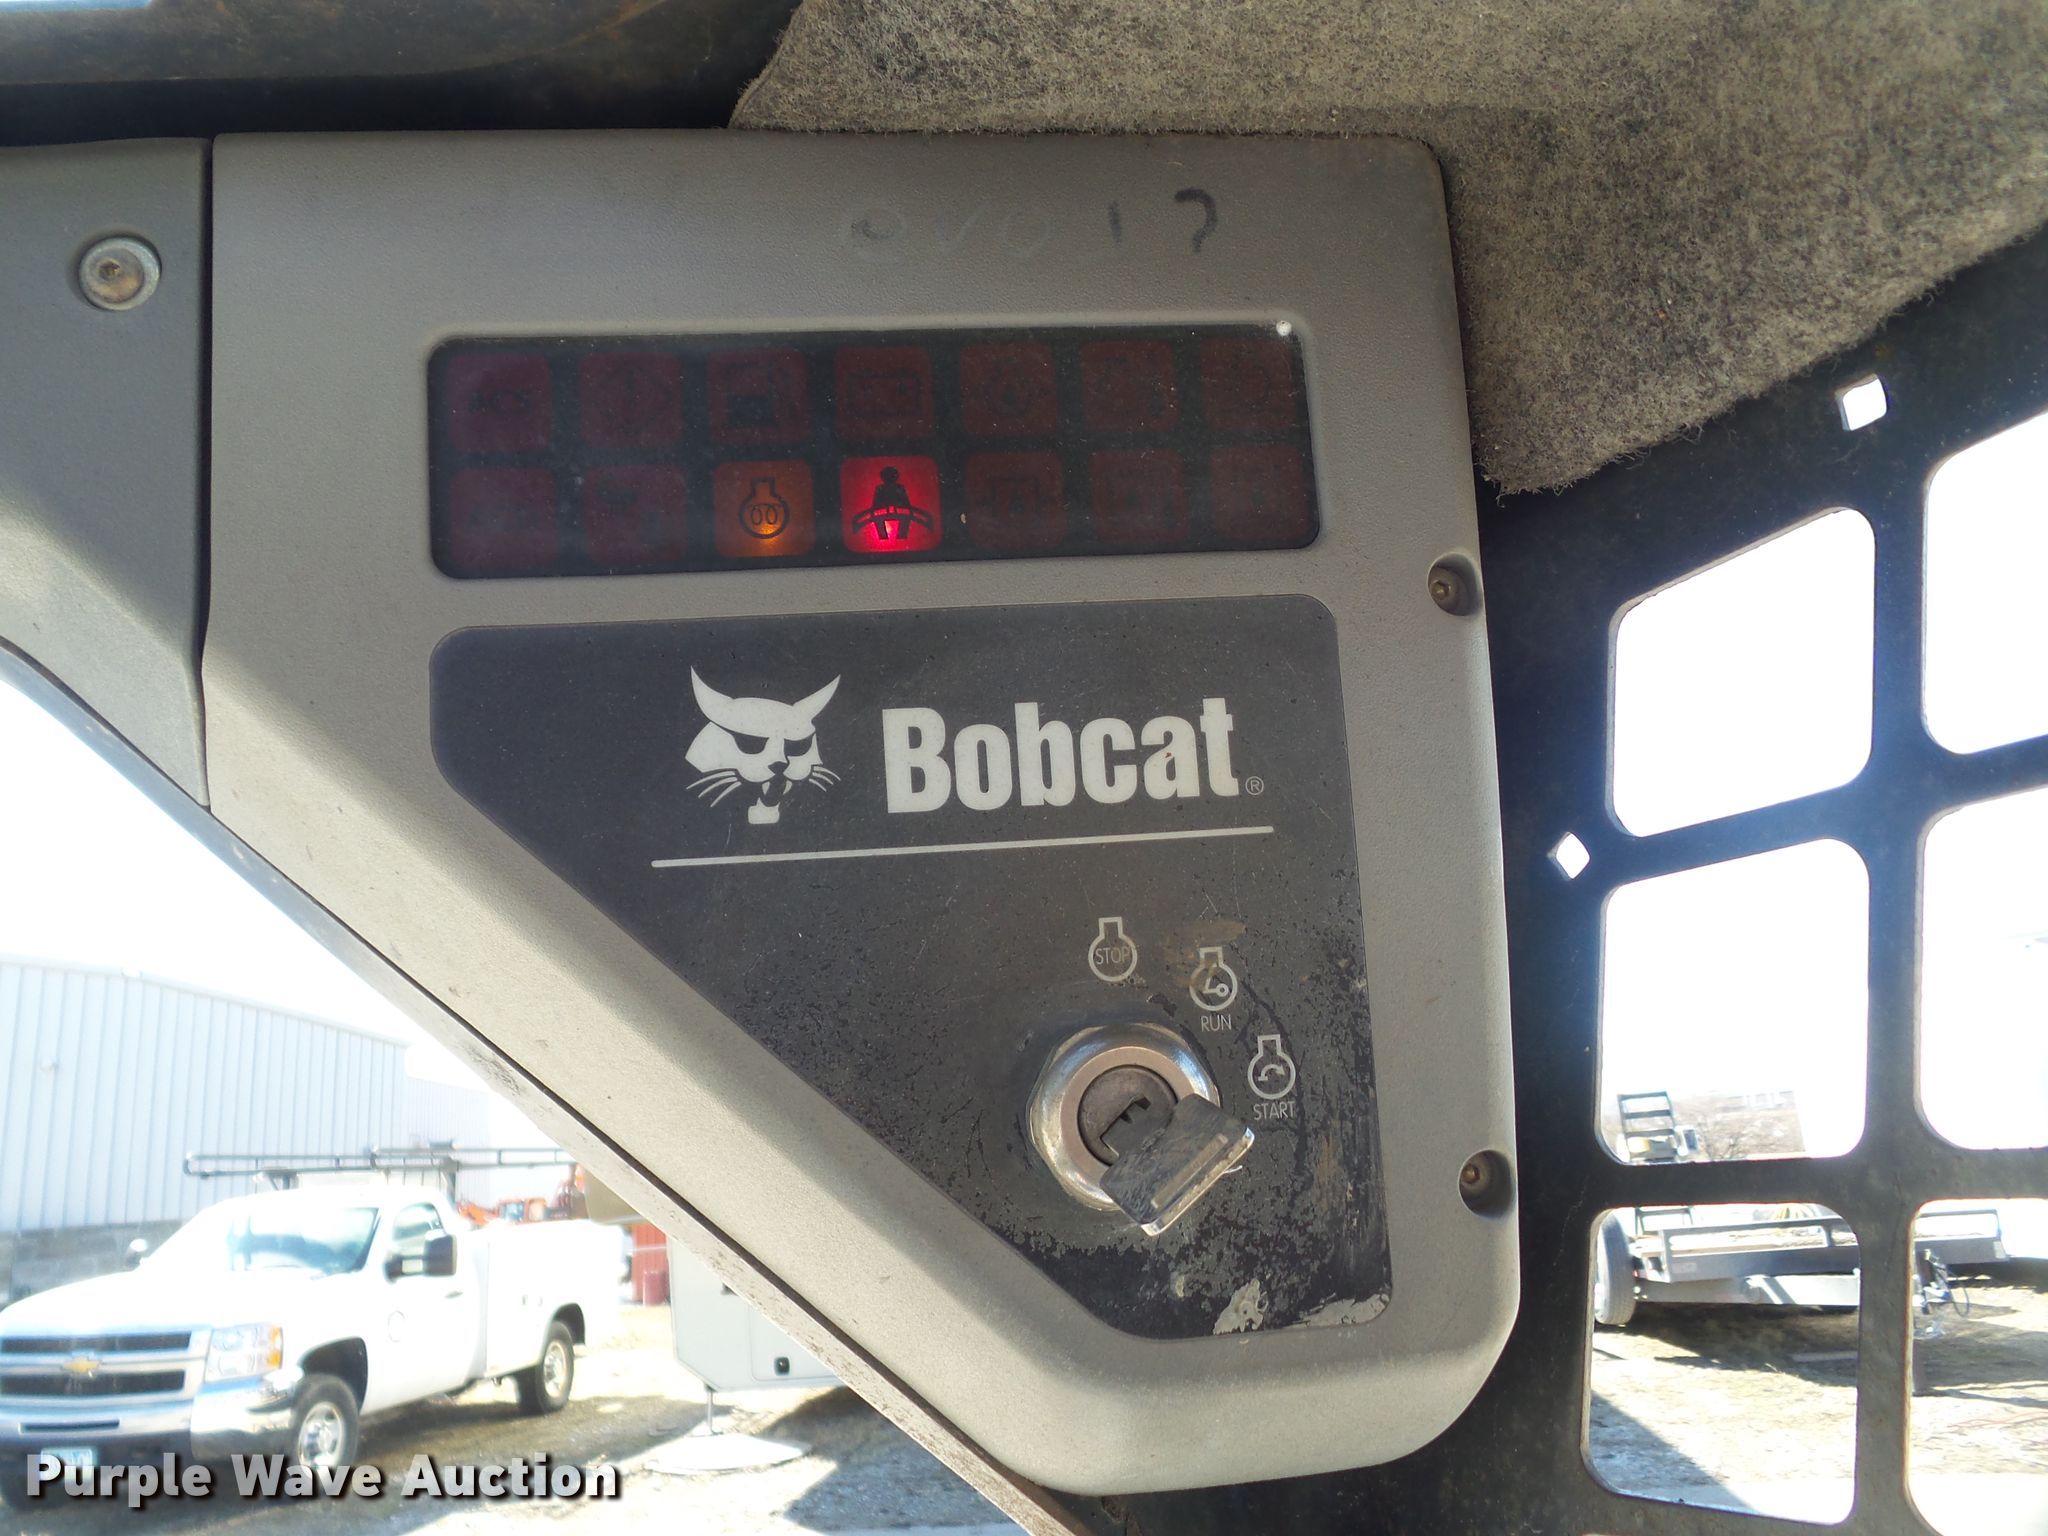 Bobcat®
STOP
RUN
START
Purple Wave Auction